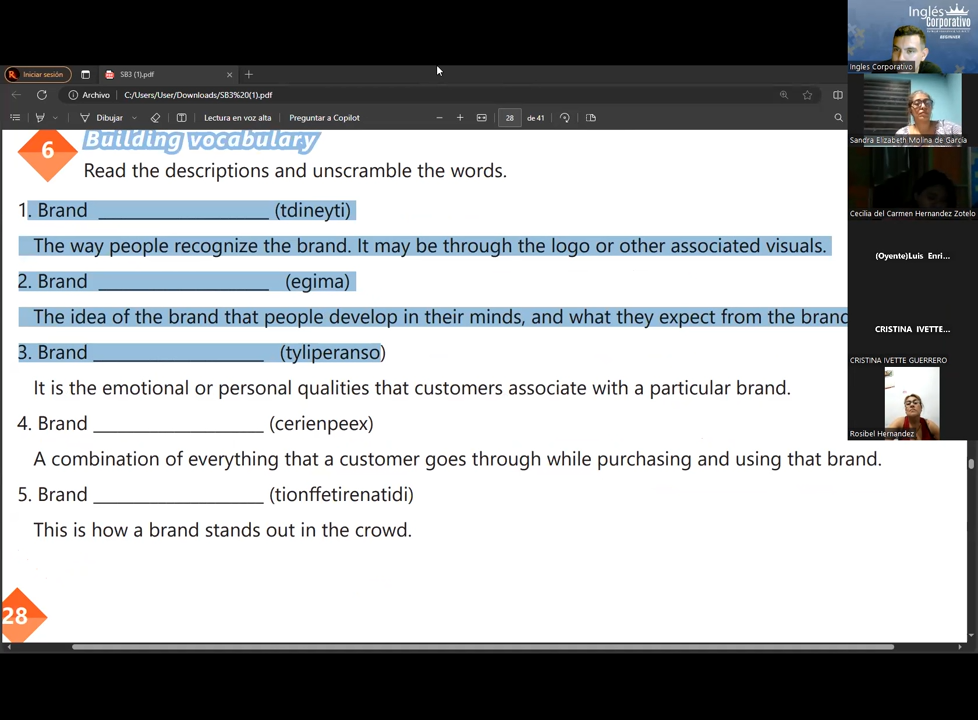 Inglés
Corporativo
BEGINNER
Ingles Corporativo
Iniciar sesión
SB3 (1).pdf
Archivo
C:/Users/User/Downloads/SB3%20(1).pdf
Dibujar
Lectura en voz alta
Preguntar a Copilot
28
de 41
Sandra Elizabeth Molina de García
Cecilia del Carmen Hernandez Zotelo
(Oyente)Luis Enri...
CRISTINA IVETTE...
CRISTINA IVETTE GUERRERO
Rosibel Hernandez
6
Building vocabulary
Read the descriptions and unscramble the words.
1. Brand _________________ (tdineyti)
The way people recognize the brand. It may be through the logo or other associated visuals.
2. Brand _________________ (egima)
The idea of the brand that people develop in their minds, and what they expect from the brand
3. Brand _________________ (tyliperanso)
It is the emotional or personal qualities that customers associate with a particular brand.
4. Brand _________________ (cerienpeex)
A combination of everything that a customer goes through while purchasing and using that brand.
5. Brand _________________ (tionffetirenatidi)
This is how a brand stands out in the crowd.
28